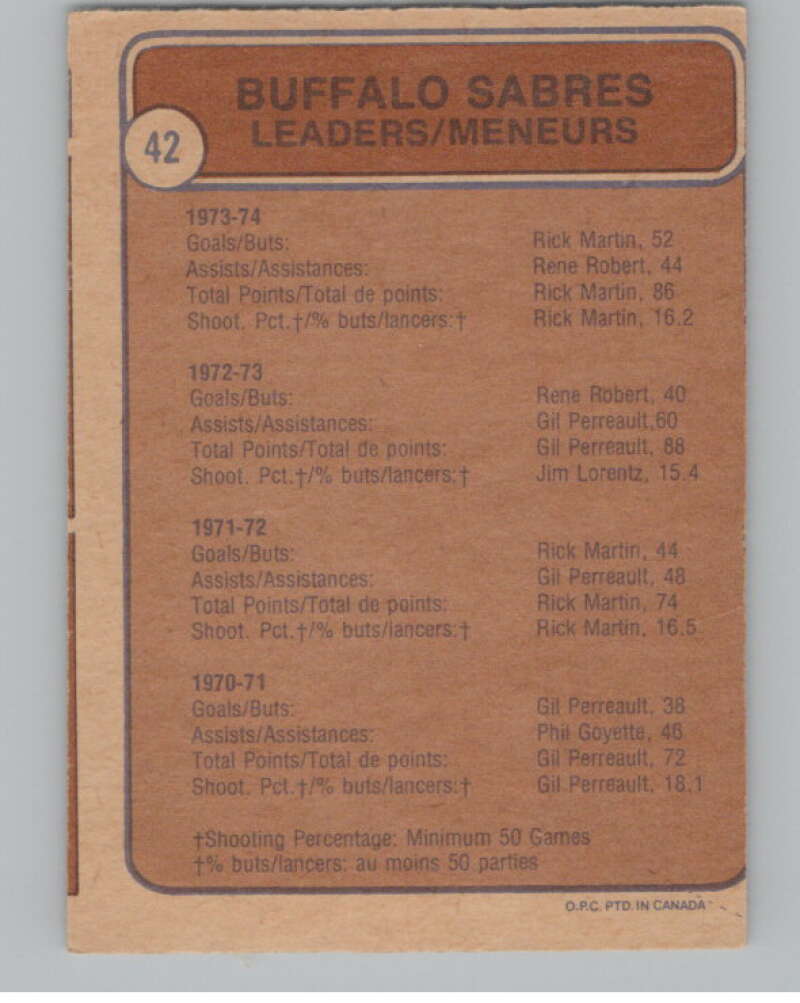 BUFFALO SABRES
LEADERS/MENEURS
42
1973-74
Goals/Buts: Rick Martin, 52
Assists/Assistances: Rene Robert, 44
Total Points/Total de points: Rick Martin, 86
Shoot. Pct.†/% buts/lancers:† Rick Martin, 16.2
1972-73
Goals/Buts: Rene Robert, 40
Assists/Assistances: Gil Perreault,60
Total Points/Total de points: Gil Perreault, 88
Shoot. Pct.†/% buts/lancers:† Jim Lorentz, 15.4
1971-72
Goals/Buts: Rick Martin, 44
Assists/Assistances: Gil Perreault, 48
Total Points/Total de points: Rick Martin, 74
Shoot. Pct.†/% buts/lancers:† Rick Martin, 16.5
1970-71
Goals/Buts: Gil Perreault, 38
Assists/Assistances: Phil Goyette, 46
Total Points/Total de points: Gil Perreault, 72
Shoot. Pct.†/% buts/lancers:† Gil Perreault, 18.1
†Shooting Percentage: Minimum 50 Games
†% buts/lancers: au moins 50 parties
O.P.C. PTD. IN CANADA